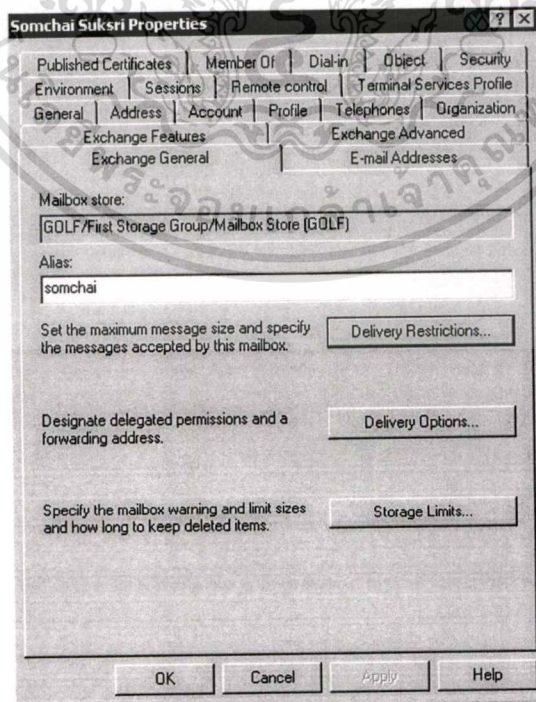 Somchai Suksri Properties
Published Certificates Member Of Dial-in Object Security
Environment Sessions Remote control Terminal Services Profile
General Address Account Profile Telephones Organization
Exchange Features Exchange Advanced
Exchange General E-mail Addresses
Mailbox store:
GOLF/First Storage Group/Mailbox Store (GOLF)
Alias:
somchai
Set the maximum message size and specify
the messages accepted by this mailbox.
Delivery Restrictions...
Designate delegated permissions and a
forwarding address.
Delivery Options...
Specify the mailbox warning and limit sizes
and how long to keep deleted items.
Storage Limits...
OK Cancel Apply Help